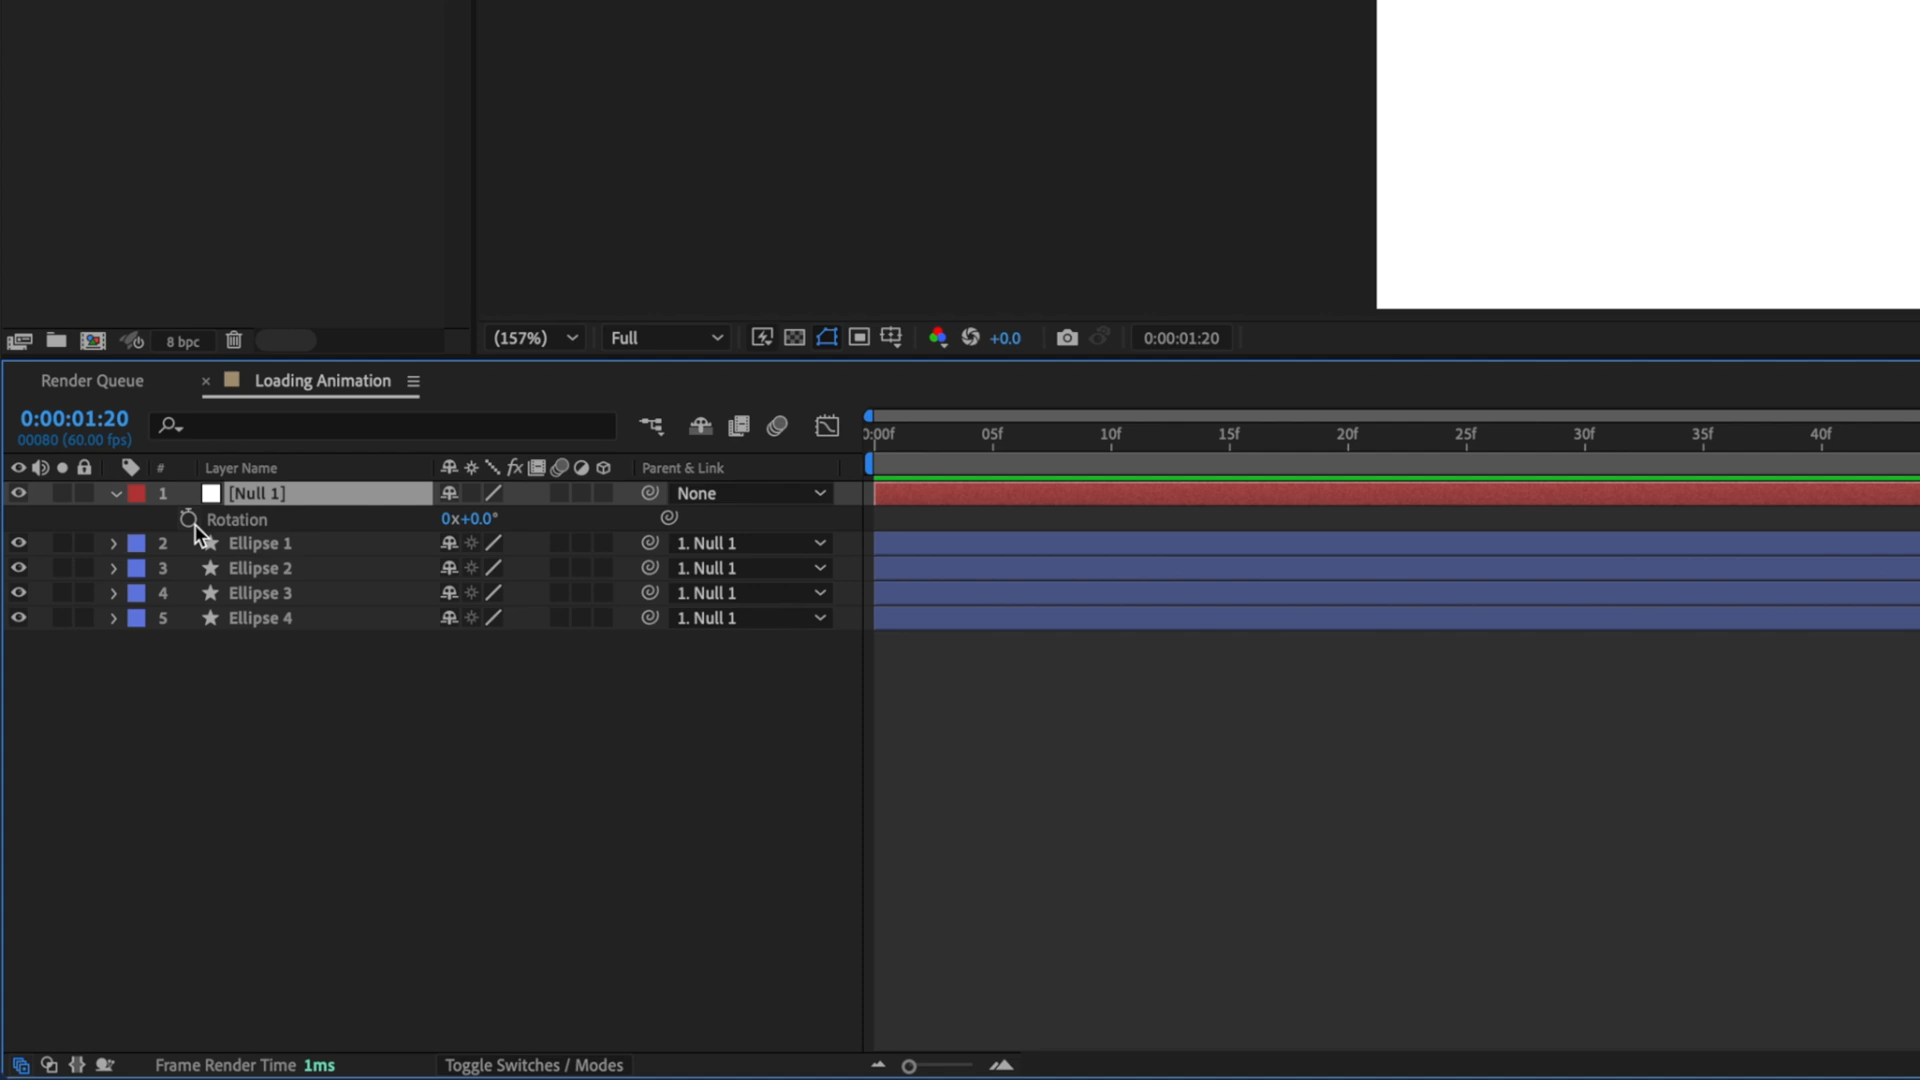 8 bpc
(157%)
Full
+0.0
0:00:01:20
Render Queue
× Loading Animation
0:00:01:20
00080 (60.00 fps)
:00f 05f 10f 15f 20f 25f 30f 35f 40f
# Layer Name fx Parent & Link
1 [Null 1] None
Rotation 0x+0.0°
2 Ellipse 1 1. Null 1
3 Ellipse 2 1. Null 1
4 Ellipse 3 1. Null 1
5 Ellipse 4 1. Null 1
Frame Render Time 1ms
Toggle Switches / Modes